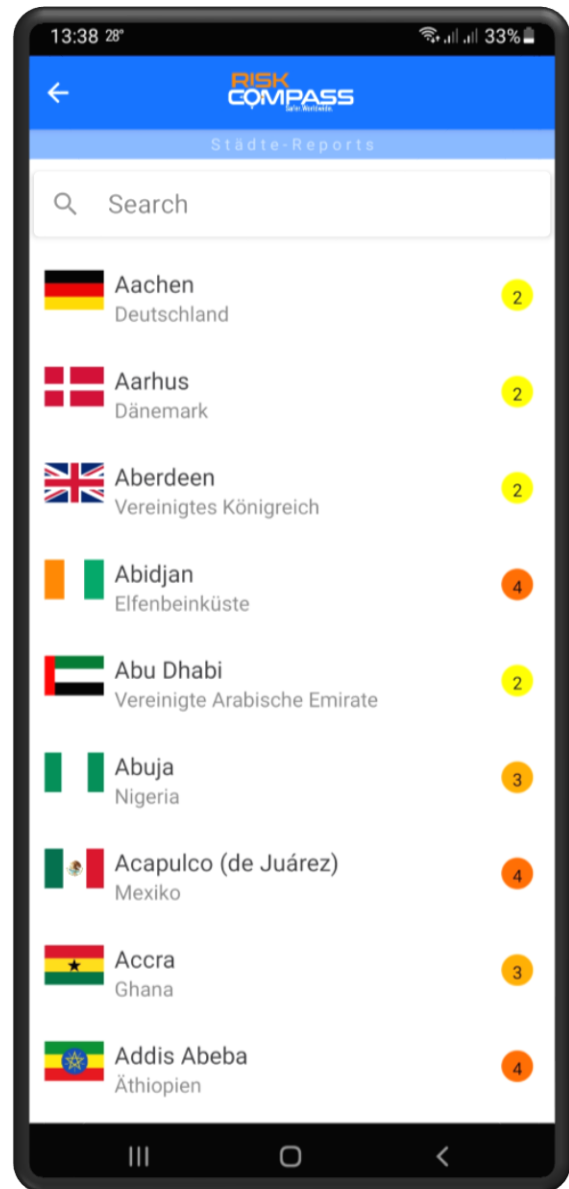 13:38 28° 33%
RISK
COMPASS
Safer Worldwide.
Städte-Reports
Search
Aachen
Deutschland
2
Aarhus
Dänemark
2
Aberdeen
Vereinigtes Königreich
2
Abidjan
Elfenbeinküste
4
Abu Dhabi
Vereinigte Arabische Emirate
2
Abuja
Nigeria
3
Acapulco (de Juárez)
Mexiko
4
Accra
Ghana
3
Addis Abeba
Äthiopien
4